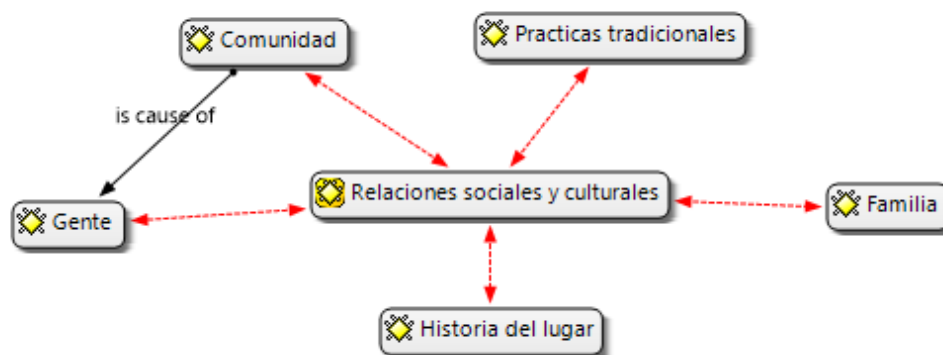 Comunidad
Practicas tradicionales
is cause of
Relaciones sociales y culturales
Gente
Familia
Historia del lugar